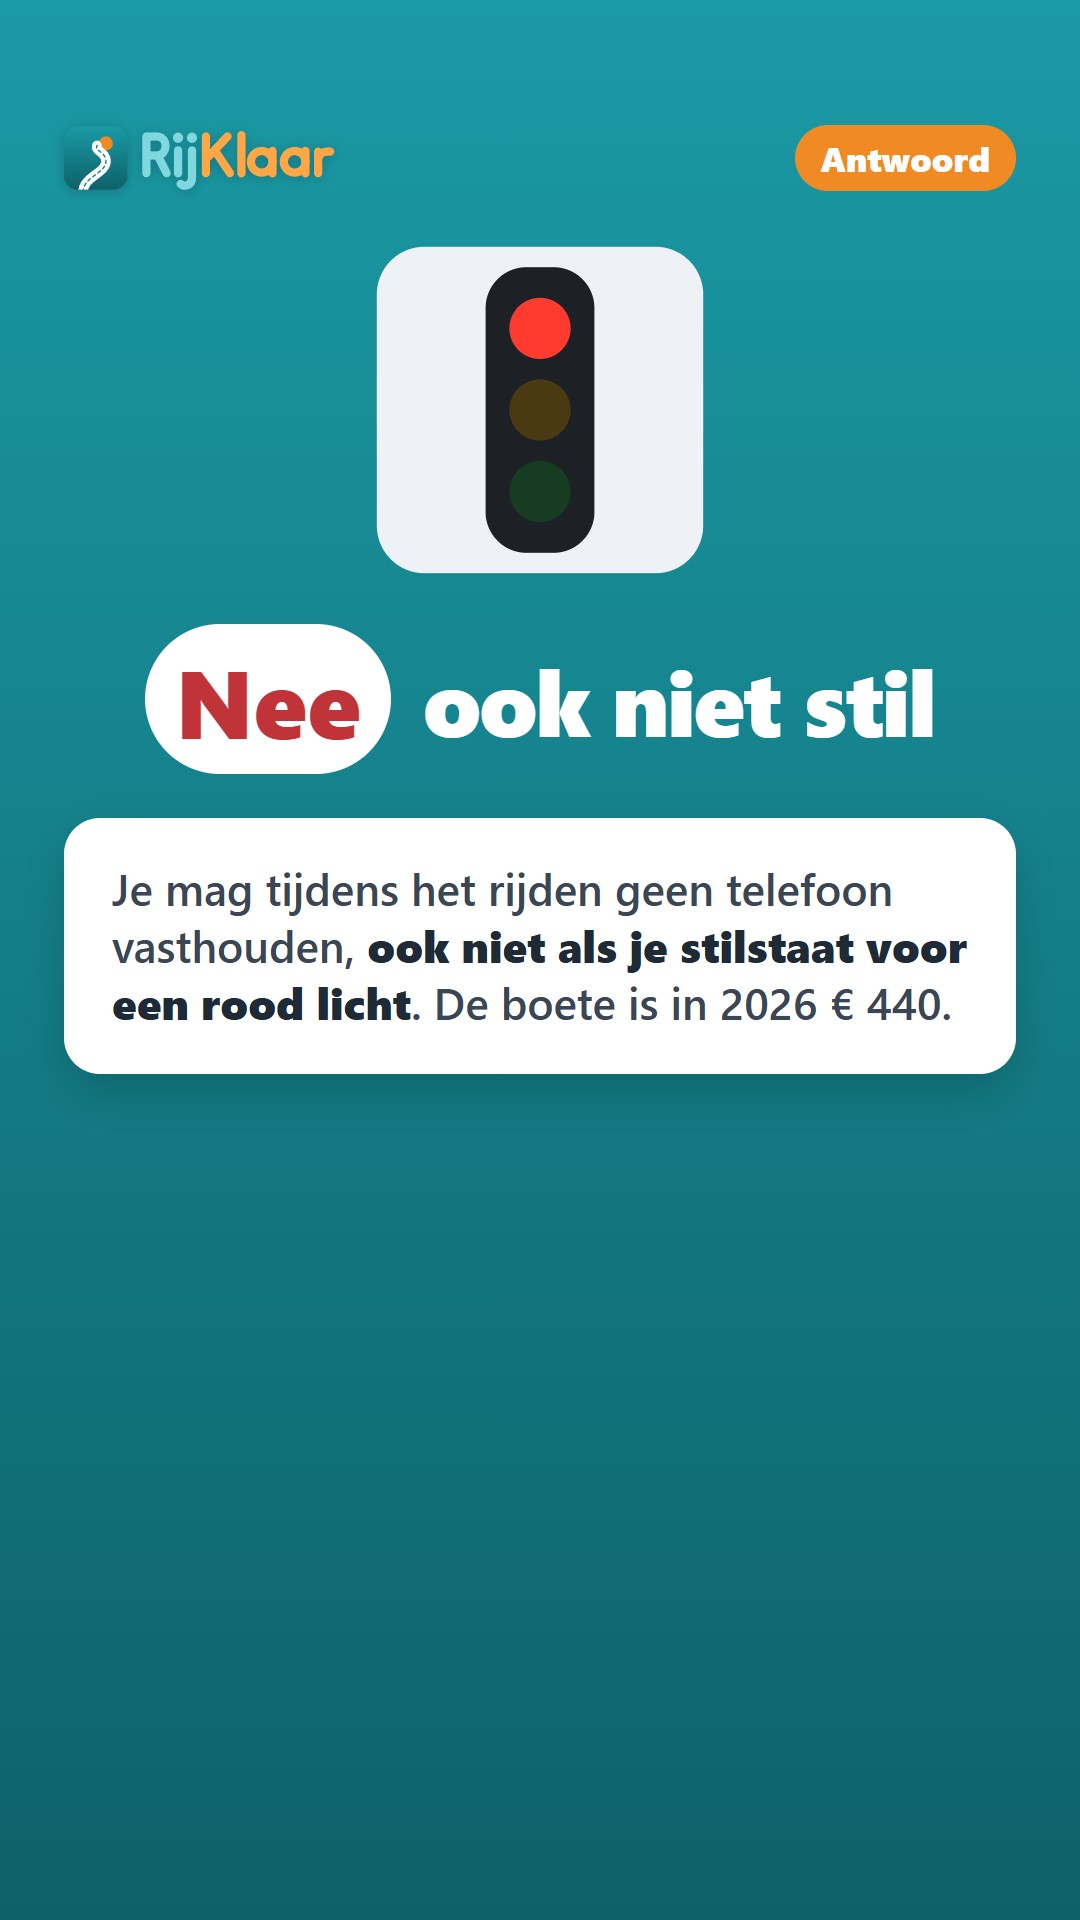 RijKlaar
Antwoord
Nee ook niet stil
Je mag tijdens het rijden geen telefoon
vasthouden, ook niet als je stilstaat voor
een rood licht. De boete is in 2026 € 440.